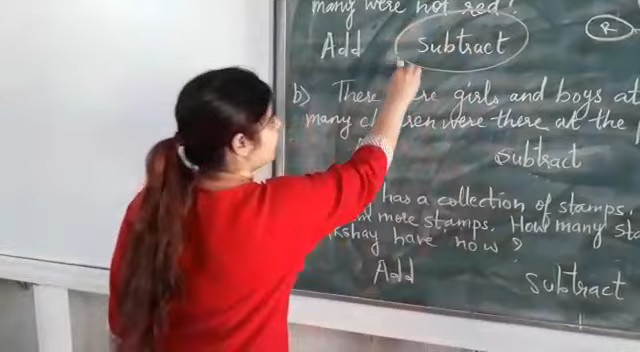 many were not red?
Add Subtract R
b) There are girls and boys at
many children were there at the
Subtract
has a collection of stamps.
more stamps. How many
kshay have now?
Add Subtract